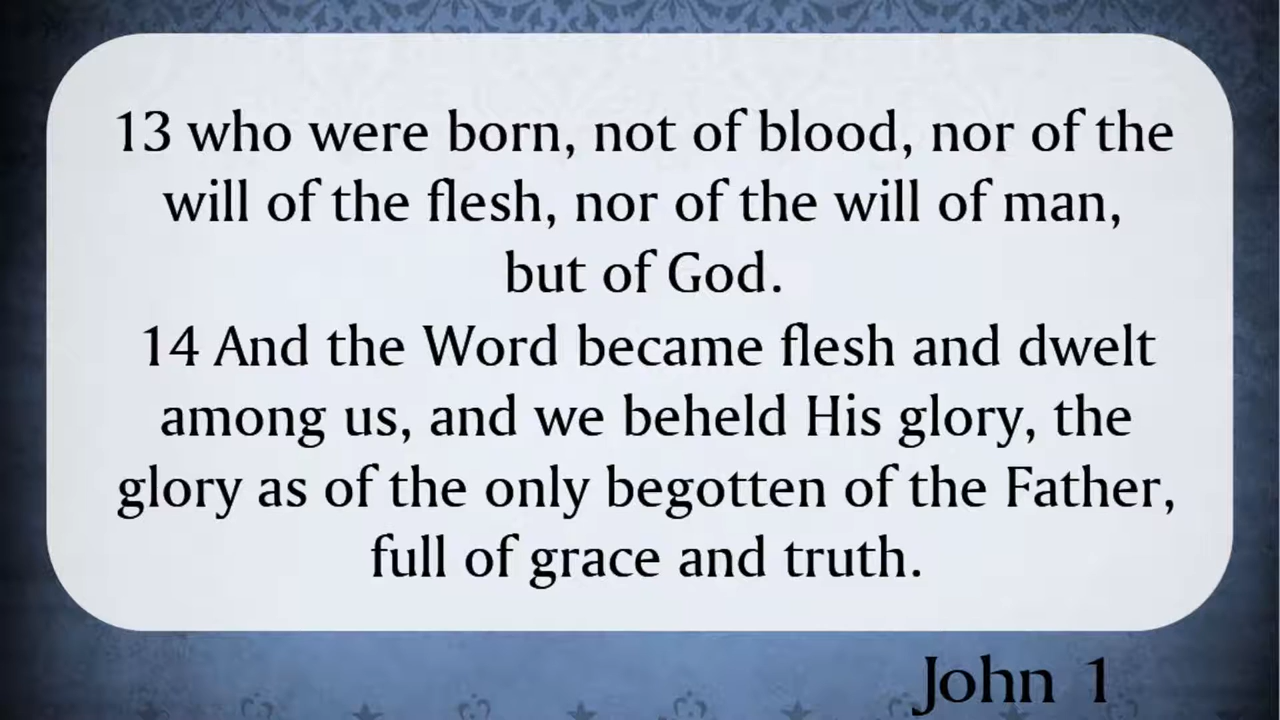 13 who were born, not of blood, nor of the
will of the flesh, nor of the will of man,
but of God.
14 And the Word became flesh and dwelt
among us, and we beheld His glory, the
glory as of the only begotten of the Father,
full of grace and truth.
John 1